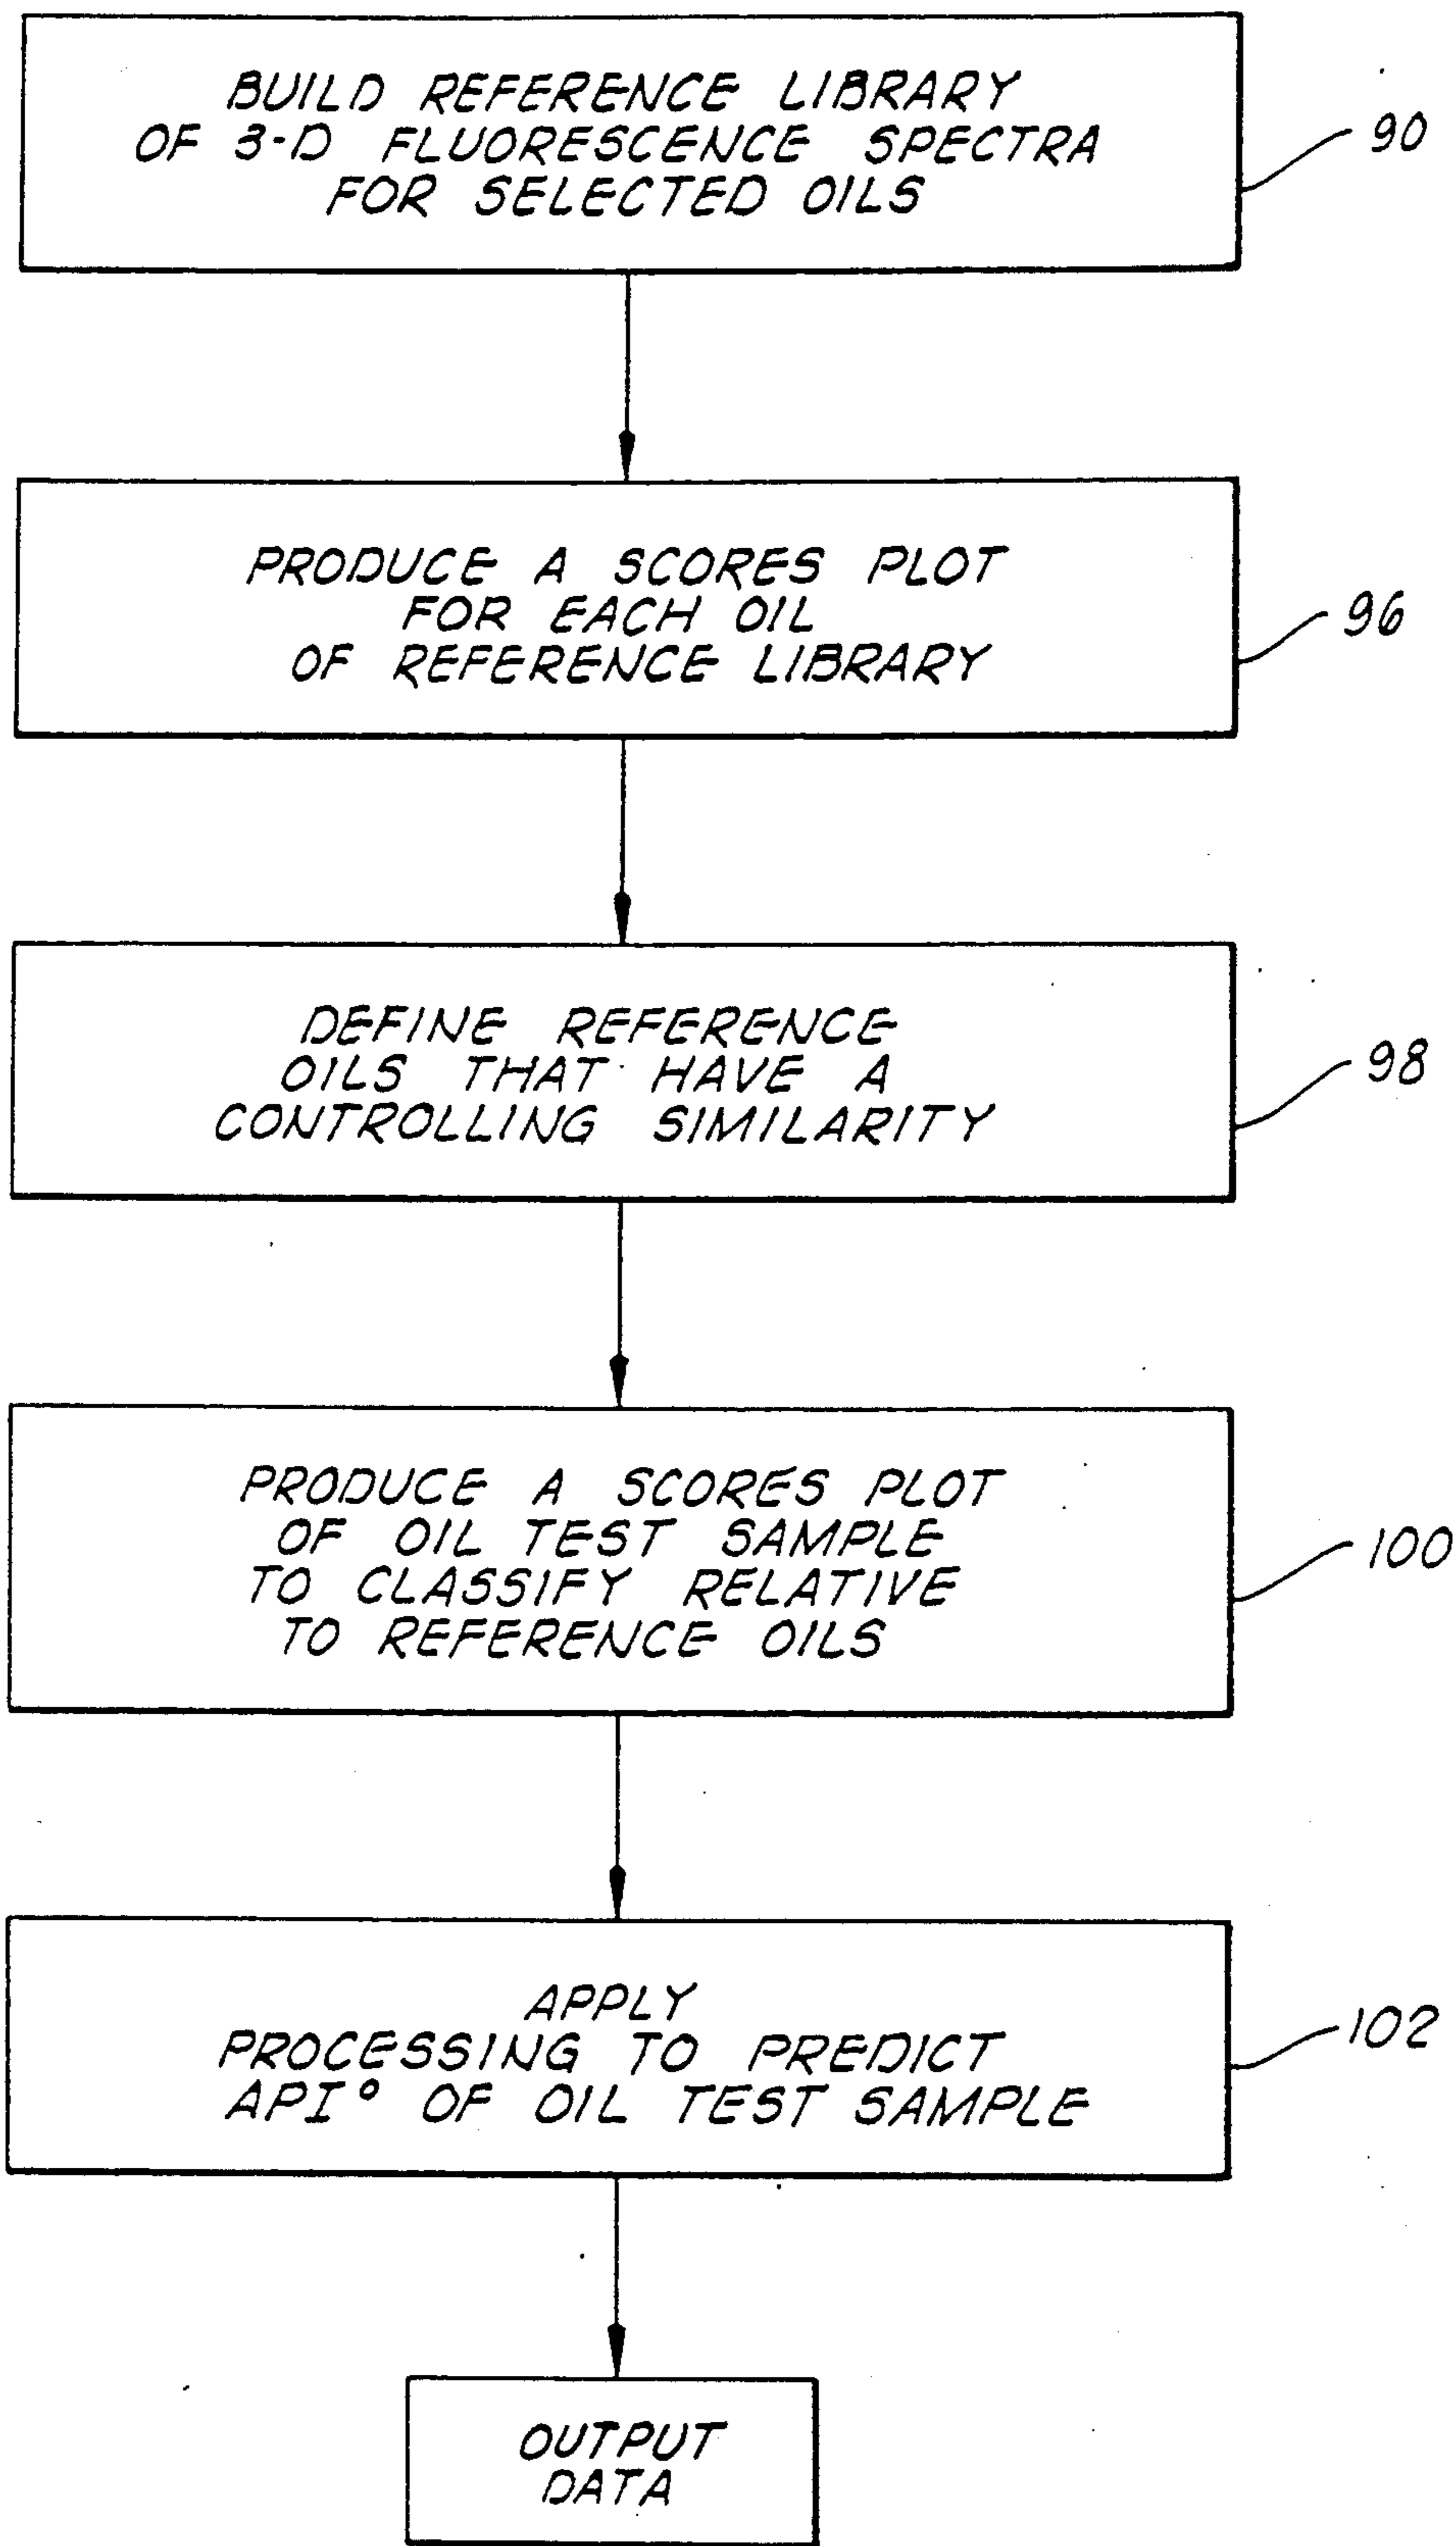 BUILD REFERENCE LIBRARY
OF 3-D FLUORESCENCE SPECTRA
FOR SELECTED OILS
90
PRODUCE A SCORES PLOT
FOR EACH OIL
OF REFERENCE LIBRARY
96
DEFINE REFERENCE
OILS THAT HAVE A
CONTROLLING SIMILARITY
98
PRODUCE A SCORES PLOT
OF OIL TEST SAMPLE
TO CLASSIFY RELATIVE
TO REFERENCE OILS
100
APPLY
PROCESSING TO PREDICT
API° OF OIL TEST SAMPLE
102
OUTPUT
DATA